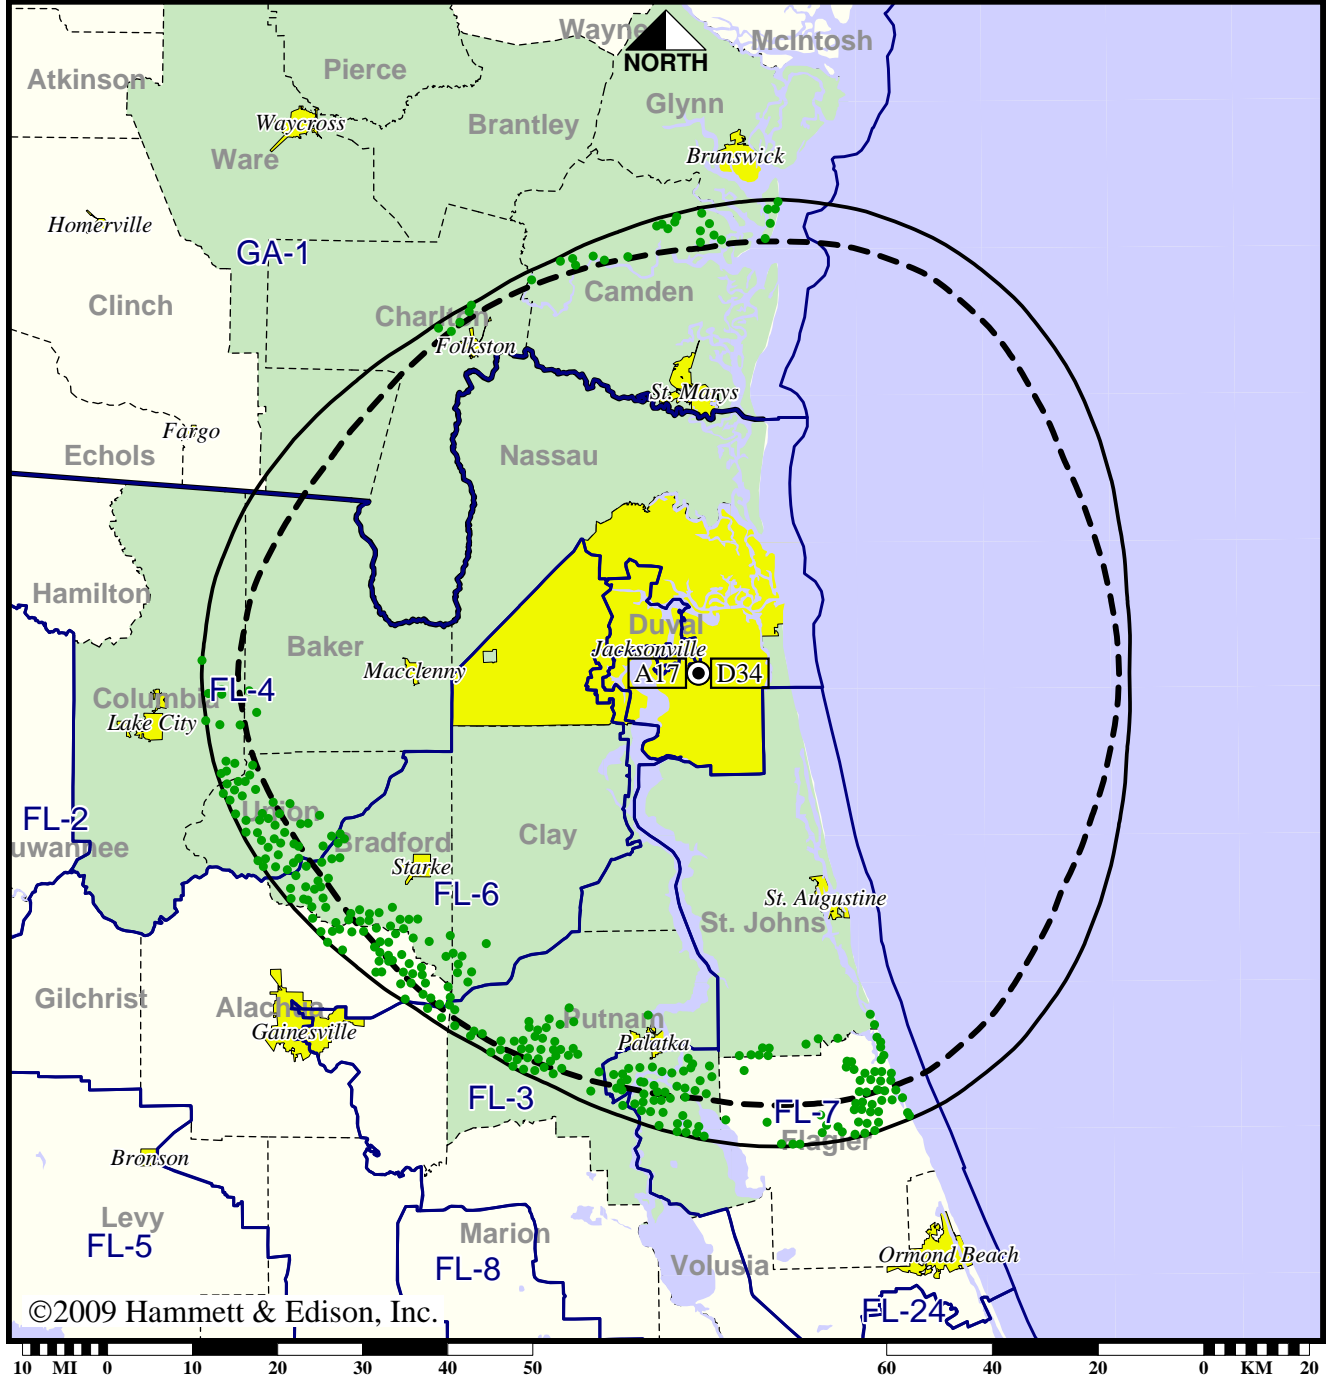 Wayne
McIntosh
NORTH
Atkinson
Pierce
Glynn
Waycross
Brantley
Ware
Brunswick
Homerville
GA-1
Clinch
Camden
Charlton
Folkston
St. Marys
Fargo
Echols
Nassau
Hamilton
Duval
Baker
Jacksonville
Macclenny
A17
D34
FL-4
Columbia
Lake City
Union
FL-2
uwannee
Bradford
Clay
Starke
FL-6
St. Augustine
St. Johns
Gilchrist
Alachua
Gainesville
Putnam
Palatka
FL-3
FL-7
Flagler
Bronson
Levy
FL-5
Marion
FL-8
Volusia
Ormond Beach
FL-24
©2009 Hammett & Edison, Inc.
10 MI 0 10 20 30 40 50 60 40 20 0 KM 20